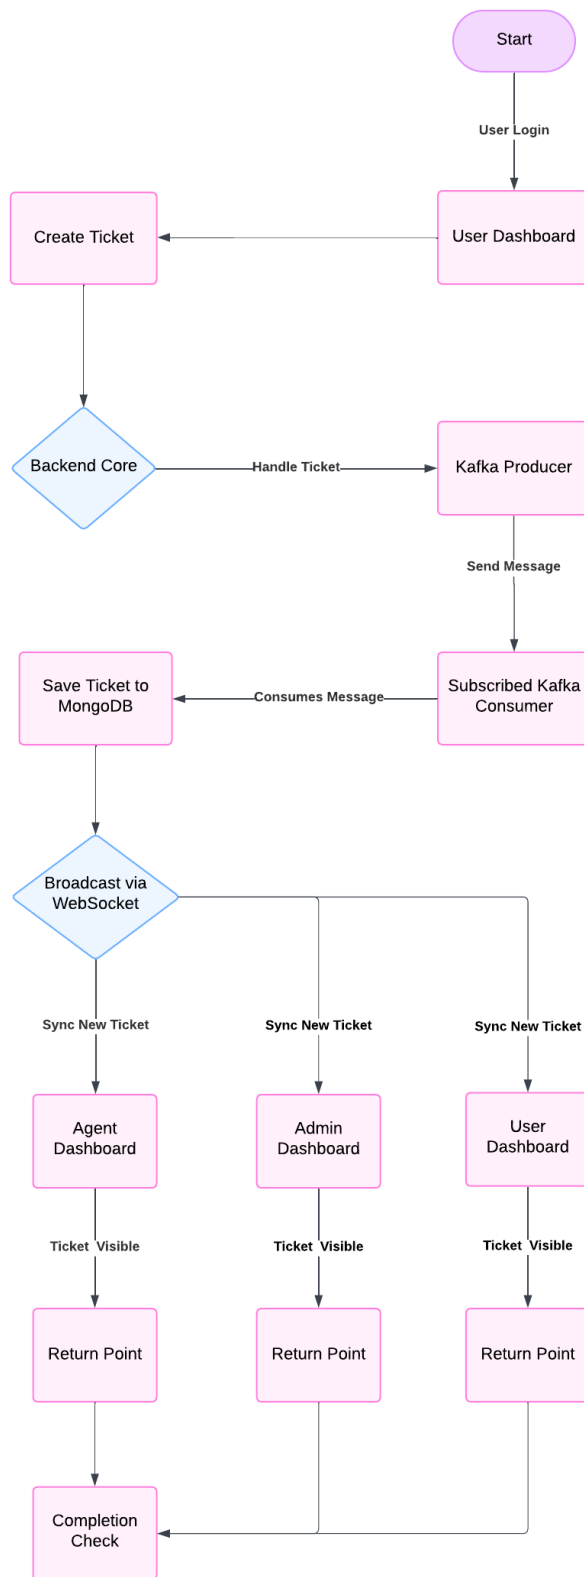 Start
User Login
Create Ticket
User Dashboard
Backend Core
Handle Ticket
Kafka Producer
Send Message
Save Ticket to
MongoDB
Consumes Message
Subscribed Kafka
Consumer
Broadcast via
WebSocket
Sync New Ticket
Sync New Ticket
Sync New Ticket
Agent
Dashboard
Admin
Dashboard
User
Dashboard
Ticket  Visible
Ticket  Visible
Ticket  Visible
Return Point
Return Point
Return Point
Completion
Check